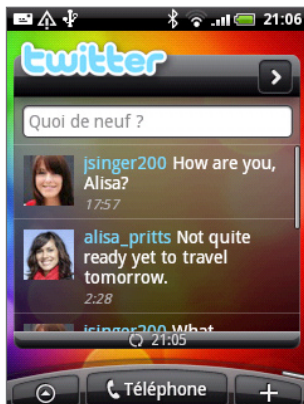 21:06
twitter
Quoi de neuf ?
jsinger200 How are you,
Alisa?
17:57
alisa_pritts Not quite
ready yet to travel
tomorrow.
2:28
jsinger200 What
21:05
Téléphone